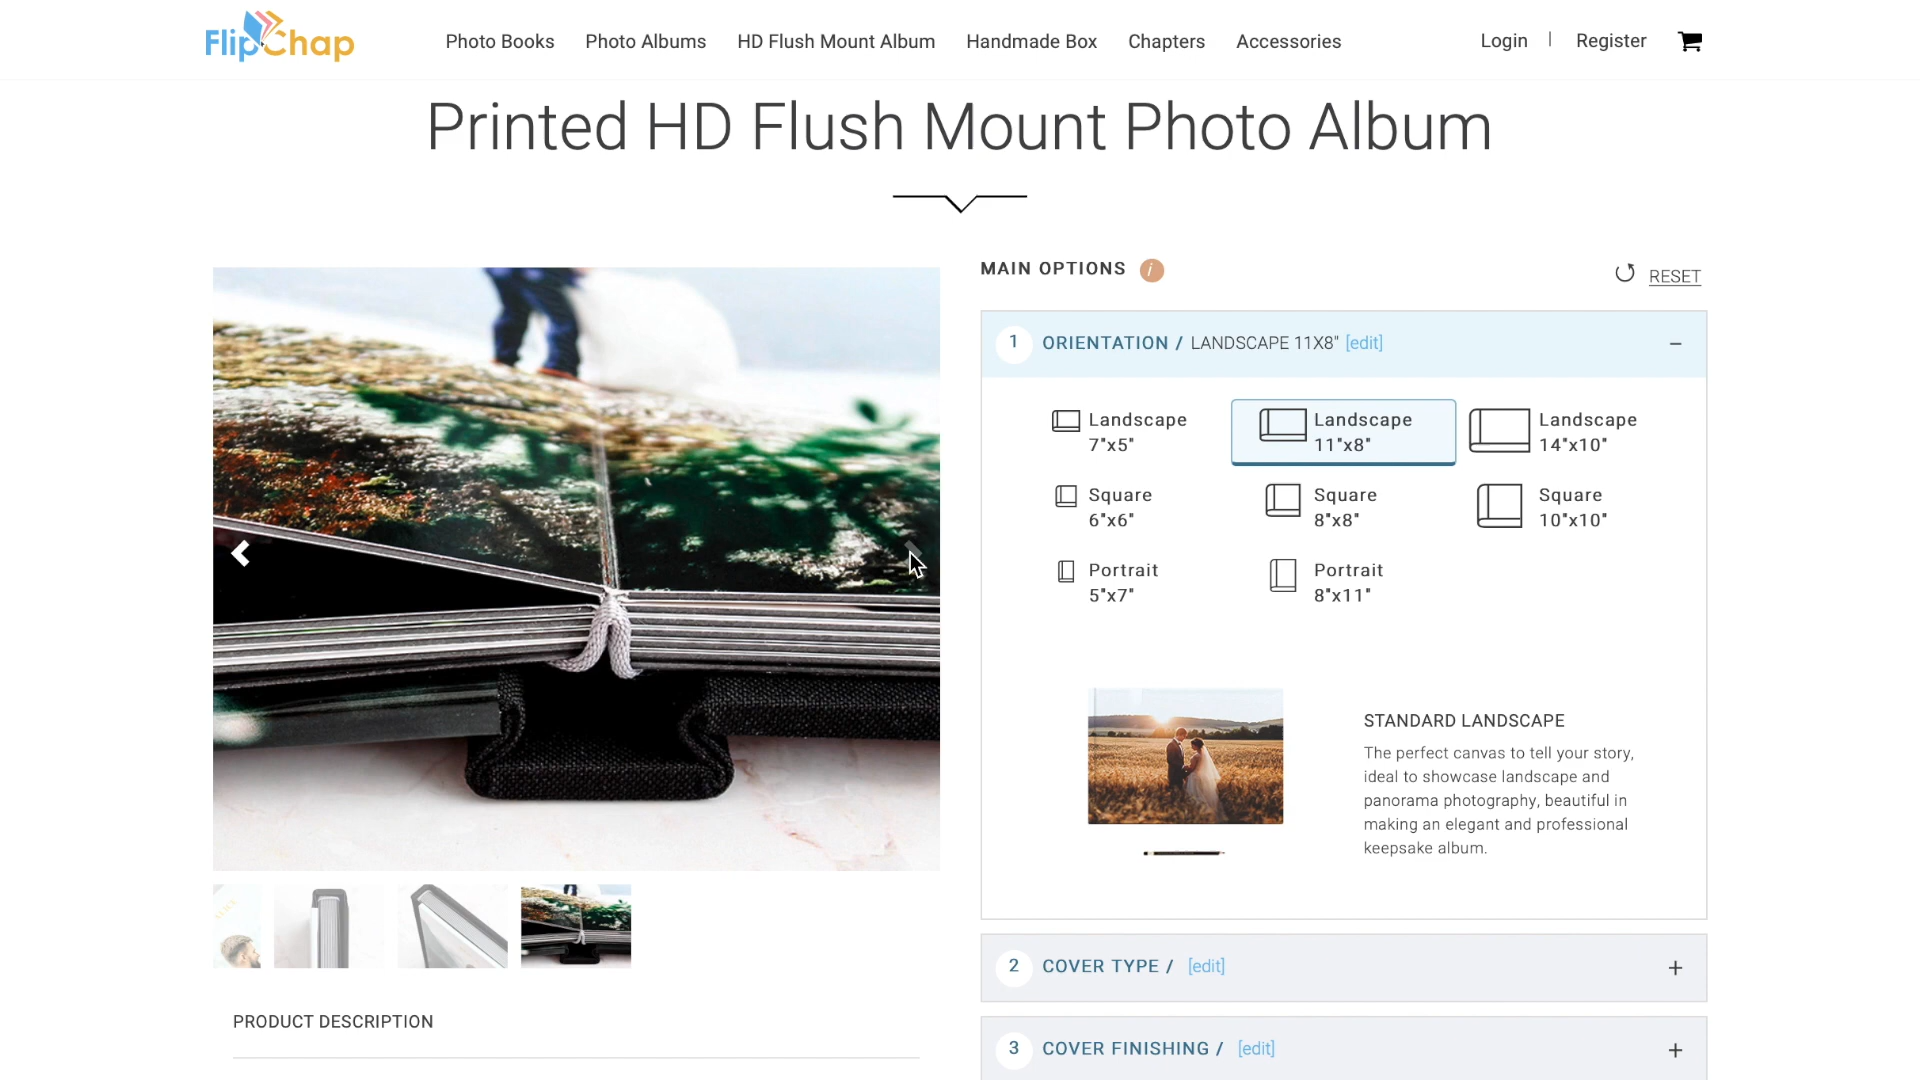 FlipChap
Photo Books
Photo Albums
HD Flush Mount Album
Handmade Box
Chapters
Accessories
Login
|
Register
Printed HD Flush Mount Photo Album
MAIN OPTIONS i
RESET
1 ORIENTATION / LANDSCAPE 11X8" [edit] −
Landscape
7"x5"
Landscape
11"x8"
Landscape
14"x10"
Square
6"x6"
Square
8"x8"
Square
10"x10"
Portrait
5"x7"
Portrait
8"x11"
STANDARD LANDSCAPE
The perfect canvas to tell your story,
ideal to showcase landscape and
panorama photography, beautiful in
making an elegant and professional
keepsake album.
2 COVER TYPE / [edit] +
3 COVER FINISHING / [edit] +
PRODUCT DESCRIPTION